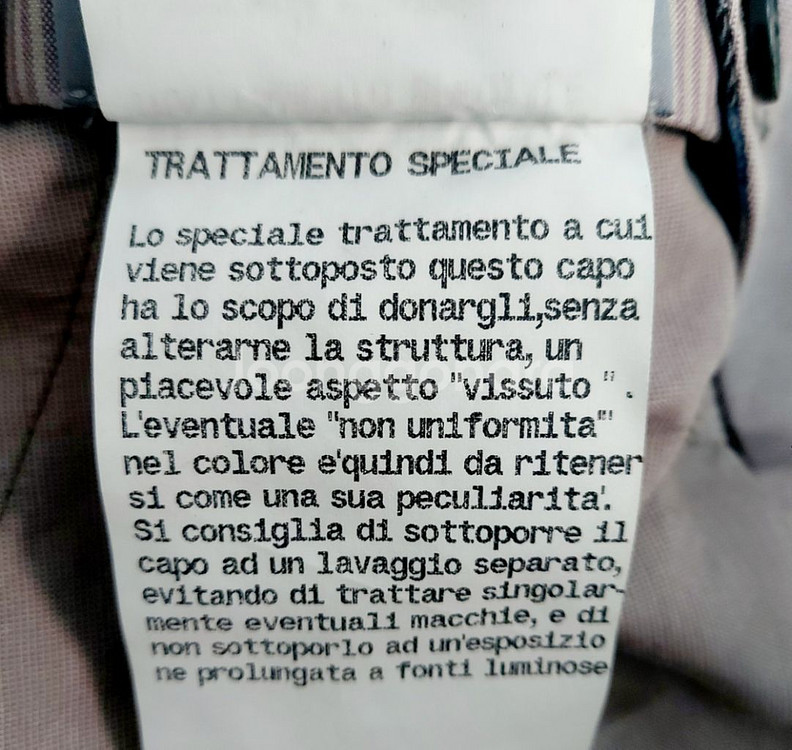 TRATTAMENTO SPECIALE
Lo speciale trattamento a cui
viene sottoposto questo capo
ha lo scopo di donargli,senza
alterarne la struttura, un
piacevole aspetto "vissuto " .
L'eventuale "non uniformita'"
nel colore e'quindi da ritener
si come una sua peculiarita'.
Si consiglia di sottoporre il
capo ad un lavaggio separato,
evitando di trattare singolar-
mente eventuali macchie, e di
non sottoporlo ad un'esposizio
ne prolungata a fonti luminose